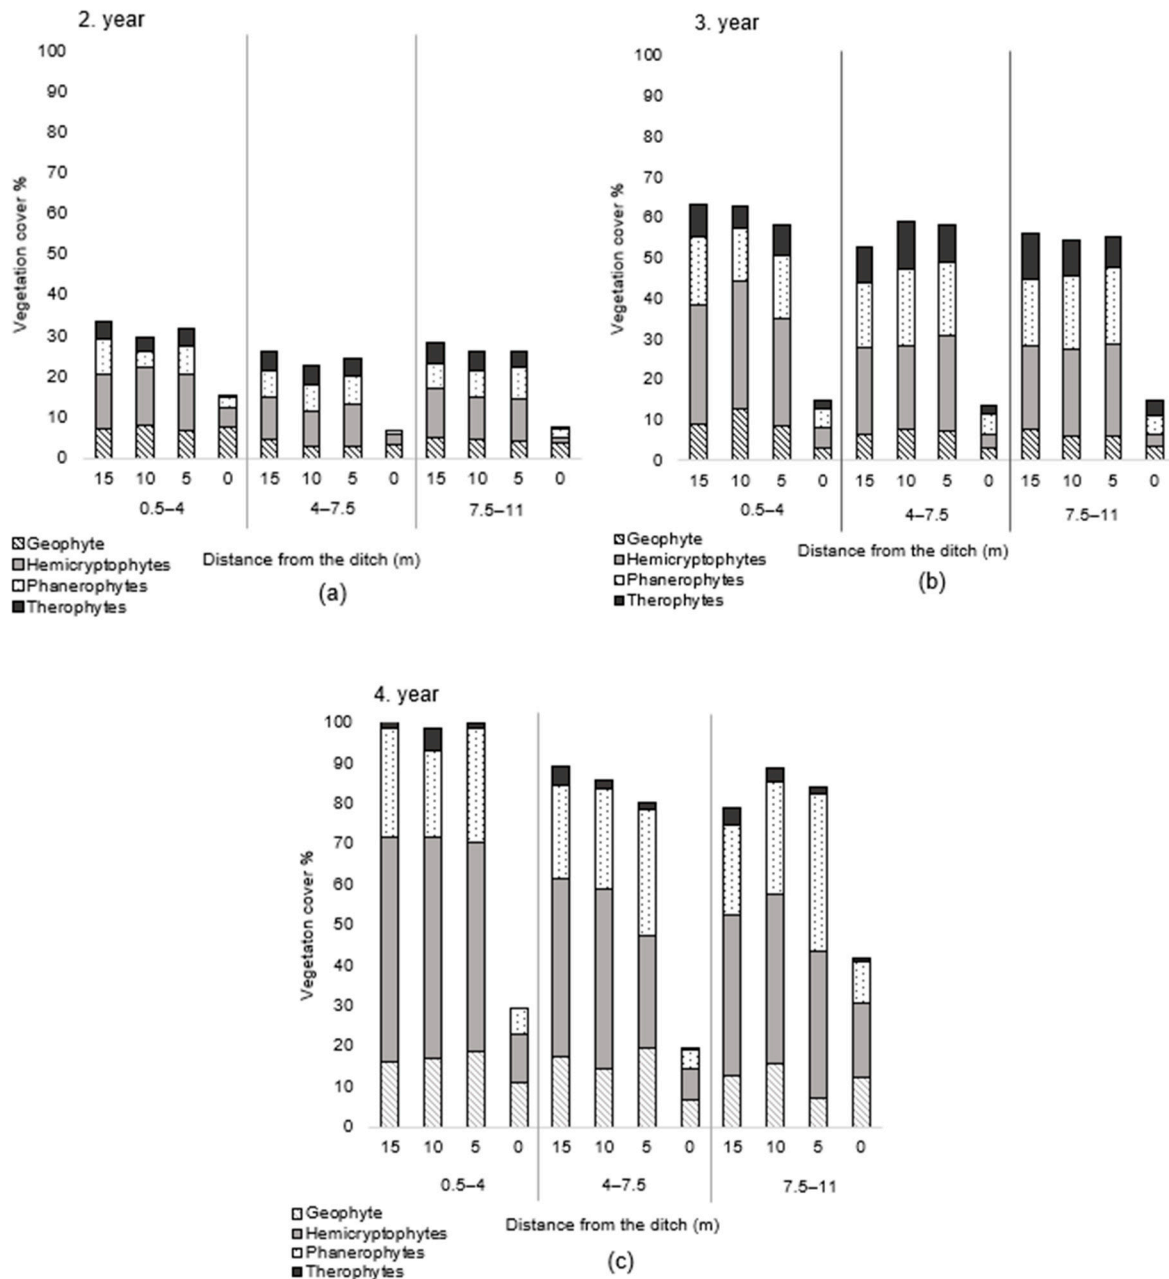 2. year
100
90
80
70
60
50
40
30
20
10
0
Vegetation cover %
15 10 5 0 15 10 5 0 15 10 5 0
0.5–4 4–7.5 7.5–11
Distance from the ditch (m)
Geophyte
Hemicryptophytes
Phanerophytes
Therophytes
(a)
3. year
100
90
80
70
60
50
40
30
20
10
0
Vegetation cover %
15 10 5 0 15 10 5 0 15 10 5 0
0.5–4 4–7.5 7.5–11
Distance from the ditch (m)
Geophyte
Hemicryptophytes
Phanerophytes
Therophytes
(b)
4. year
100
90
80
70
60
50
40
30
20
10
0
Vegetaton cover %
15 10 5 0 15 10 5 0 15 10 5 0
0.5–4 4–7.5 7.5–11
Distance from the ditch (m)
Geophyte
Hemicryptophytes
Phanerophytes
Therophytes
(c)